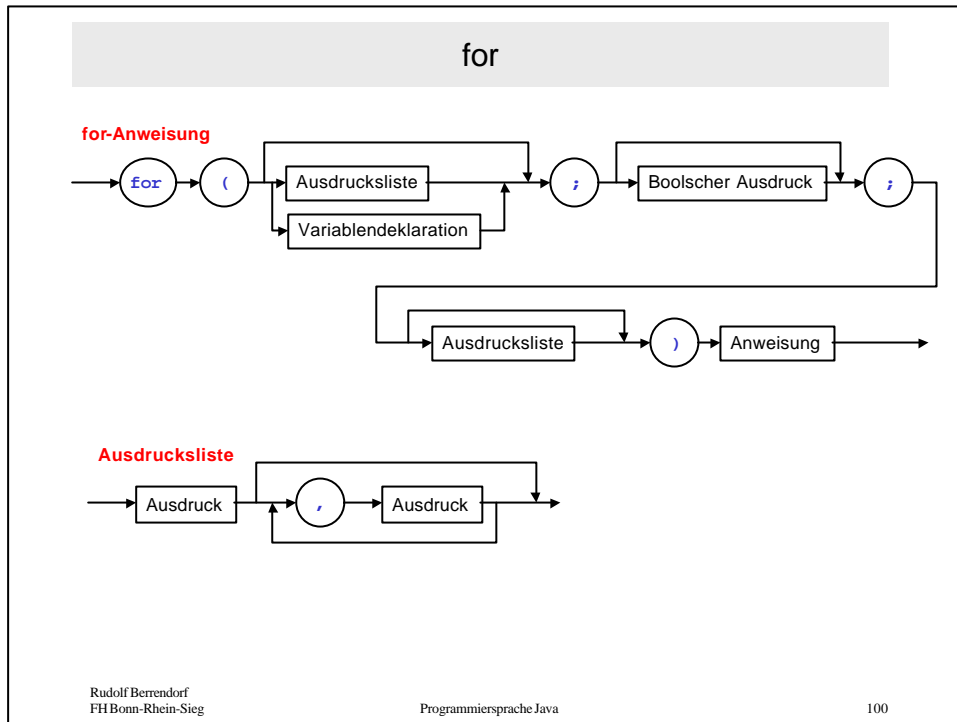 for
for-Anweisung
for ( Ausdrucksliste ; Boolscher Ausdruck ;
Variablendeklaration
Ausdrucksliste ) Anweisung
Ausdrucksliste
Ausdruck , Ausdruck
Rudolf Berrendorf
FH Bonn-Rhein-Sieg Programmiersprache Java 100